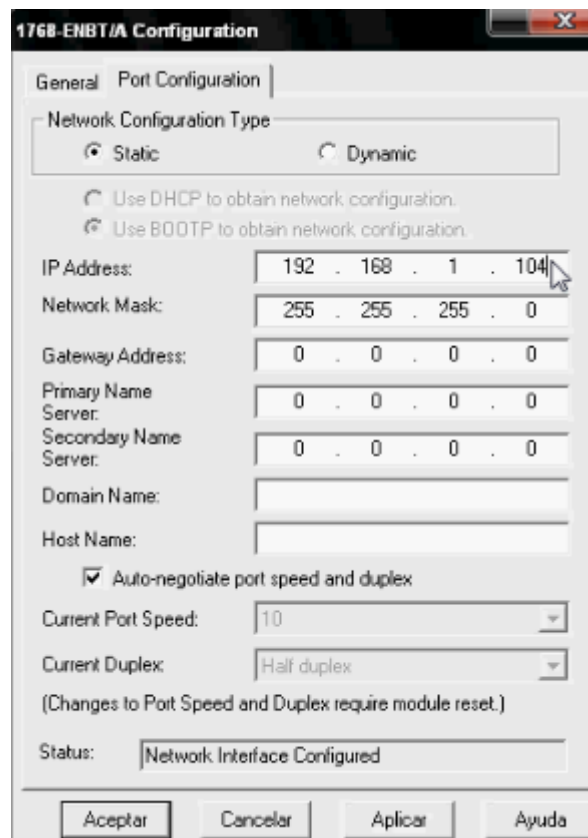 1768-ENBT/A Configuration
General Port Configuration
Network Configuration Type
Static Dynamic
Use DHCP to obtain network configuration.
Use BOOTP to obtain network configuration.
IP Address: 192 . 168 . 1 . 104
Network Mask: 255 . 255 . 255 . 0
Gateway Address: 0 . 0 . 0 . 0
Primary Name
Server: 0 . 0 . 0 . 0
Secondary Name
Server: 0 . 0 . 0 . 0
Domain Name:
Host Name:
Auto-negotiate port speed and duplex
Current Port Speed: 10
Current Duplex: Half duplex
(Changes to Port Speed and Duplex require module reset.)
Status: Network Interface Configured
Aceptar Cancelar Aplicar Ayuda